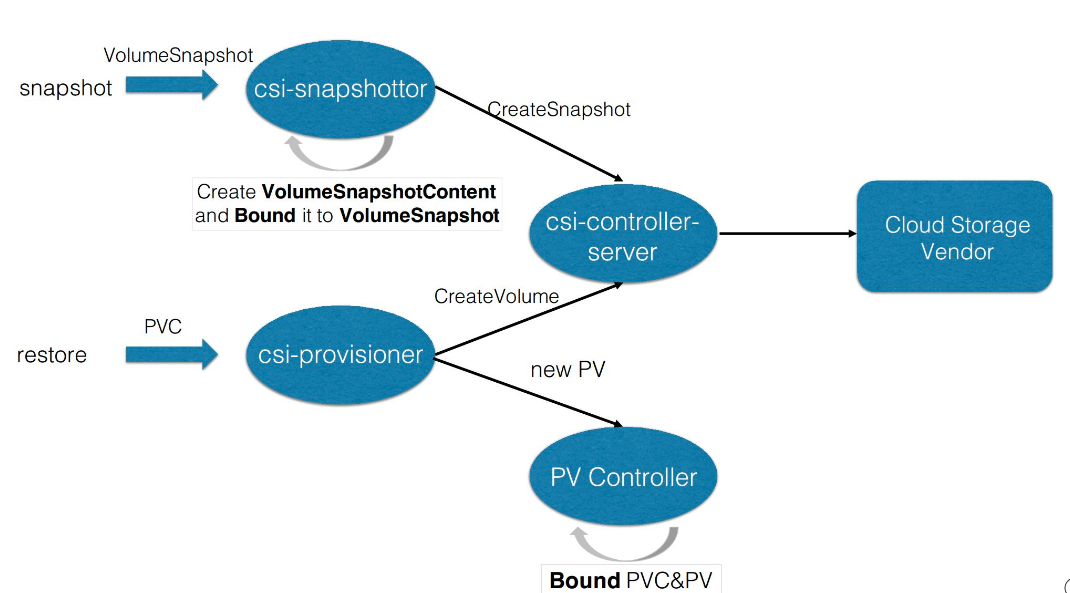 VolumeSnapshot
snapshot
csi-snapshottor
CreateSnapshot
Create VolumeSnapshotContent
and Bound it to VolumeSnapshot
csi-controller-
server
Cloud Storage
Vendor
CreateVolume
PVC
restore
csi-provisioner
new PV
PV Controller
Bound PVC&PV